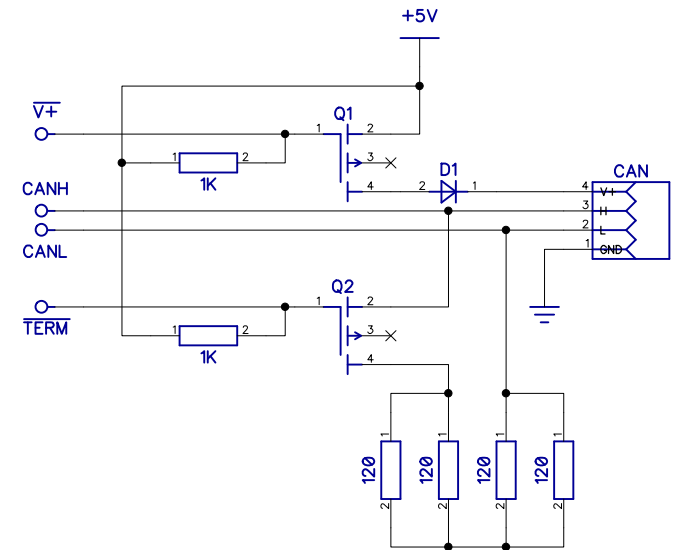 +5V
V+
Q1
1 2
3
1 2
1K
4
D1
2 1
CAN
4 V+
3 H
2 L
1 GND
CANH
CANL
Q2
1 2
3
TERM
1 2
1K
4
1 1 1 1
120 120 120 120
2 2 2 2